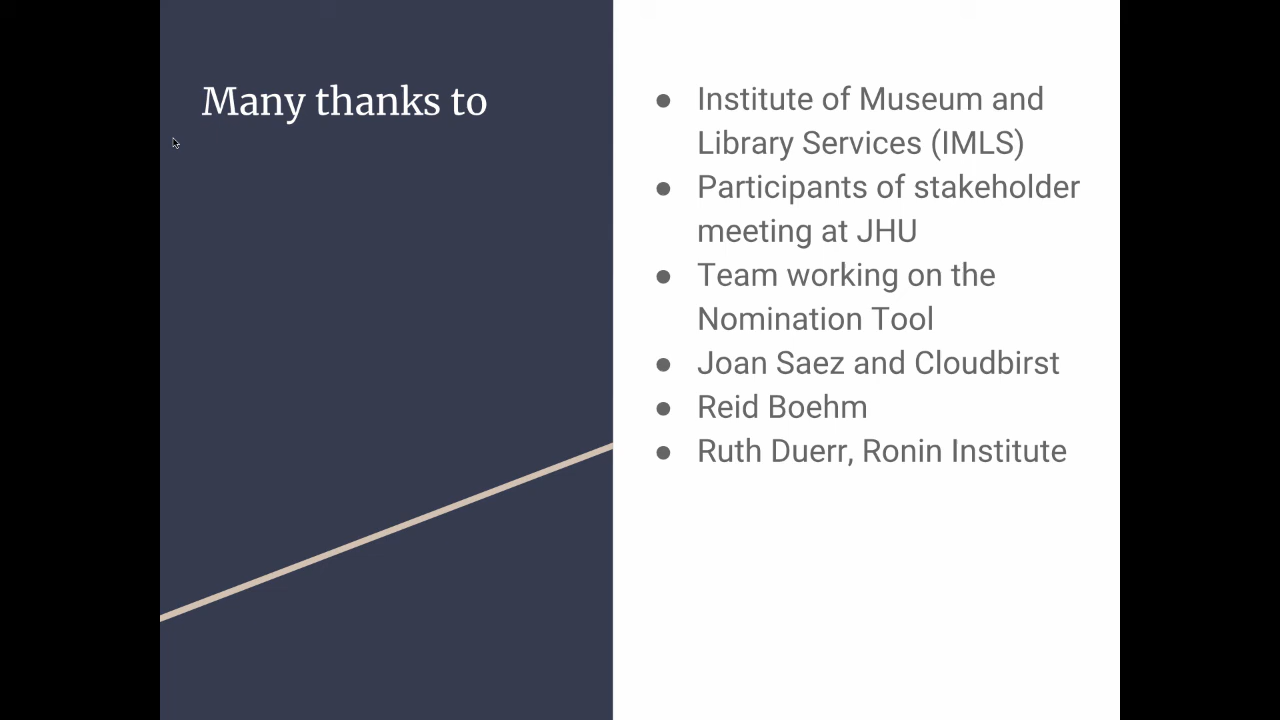 Many thanks to
● Institute of Museum and
Library Services (IMLS)
● Participants of stakeholder
meeting at JHU
● Team working on the
Nomination Tool
● Joan Saez and Cloudbirst
● Reid Boehm
● Ruth Duerr, Ronin Institute